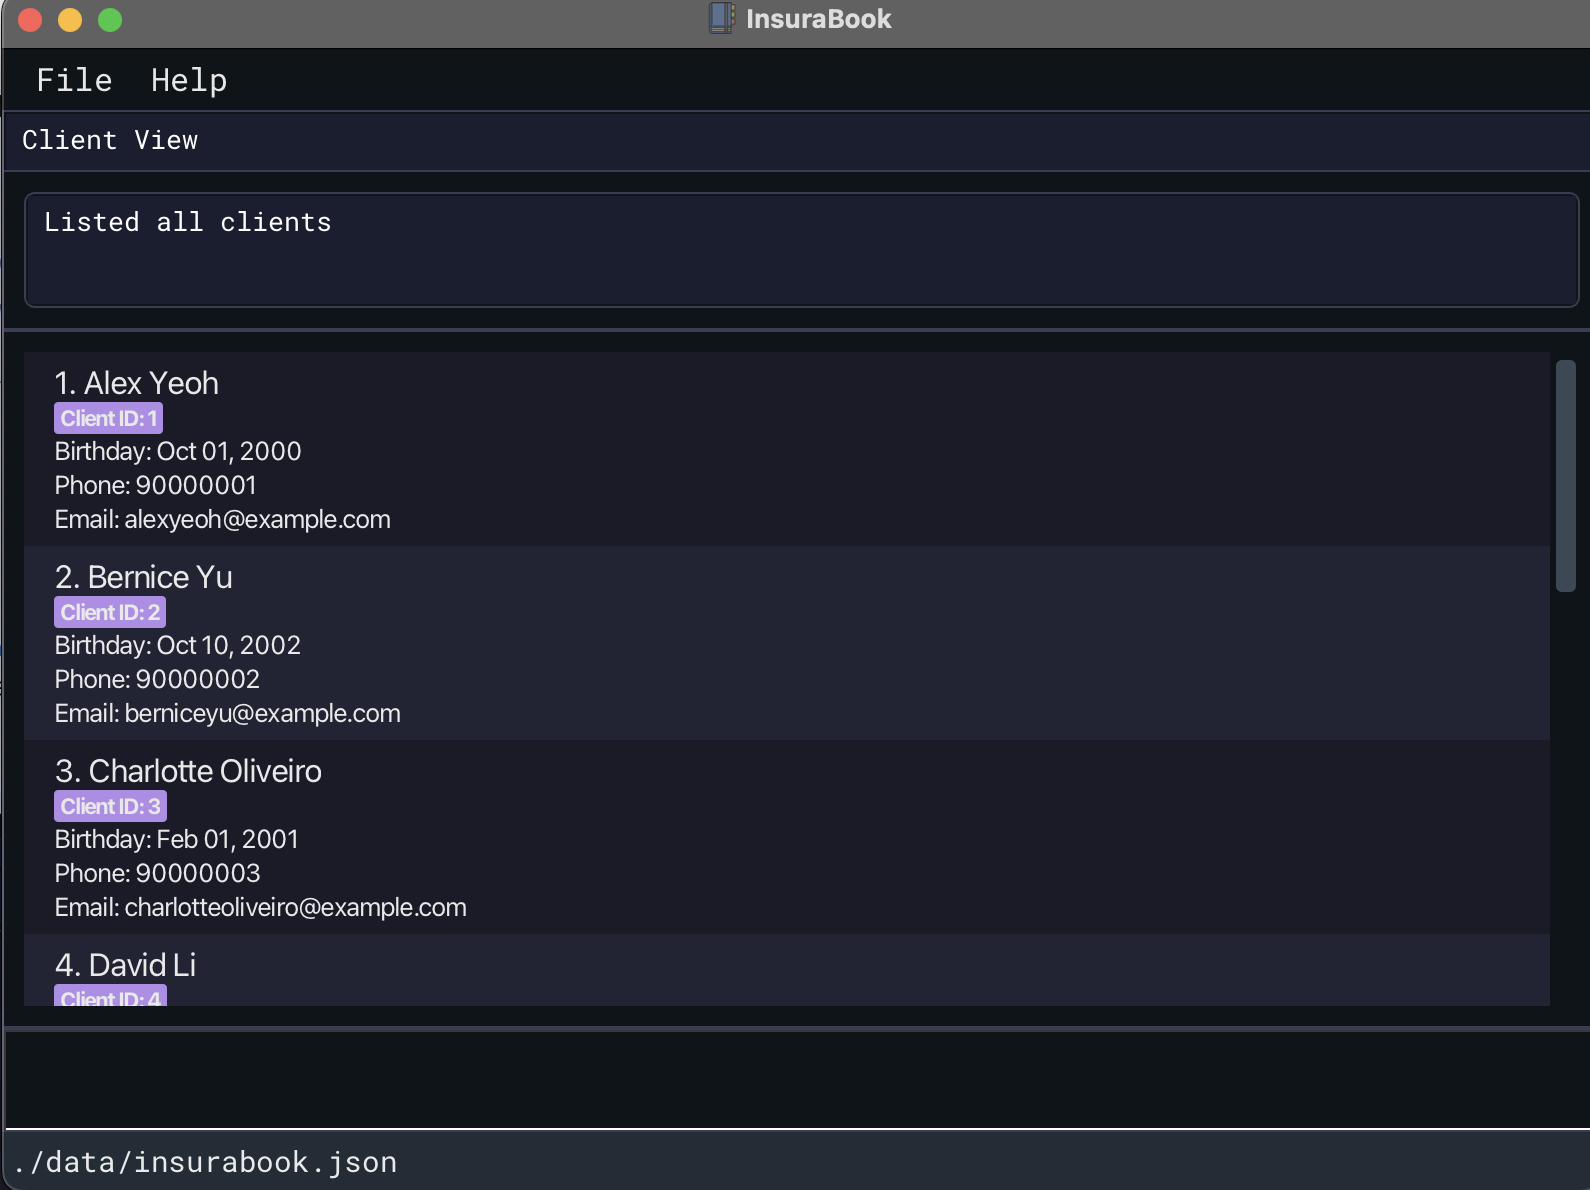 InsuraBook
File Help
Client View
Listed all clients
1. Alex Yeoh
Client ID: 1
Birthday: Oct 01, 2000
Phone: 90000001
Email: alexyeoh@example.com
2. Bernice Yu
Client ID: 2
Birthday: Oct 10, 2002
Phone: 90000002
Email: berniceyu@example.com
3. Charlotte Oliveiro
Client ID: 3
Birthday: Feb 01, 2001
Phone: 90000003
Email: charlotteoliveiro@example.com
4. David Li
Client ID: 4
./data/insurabook.json